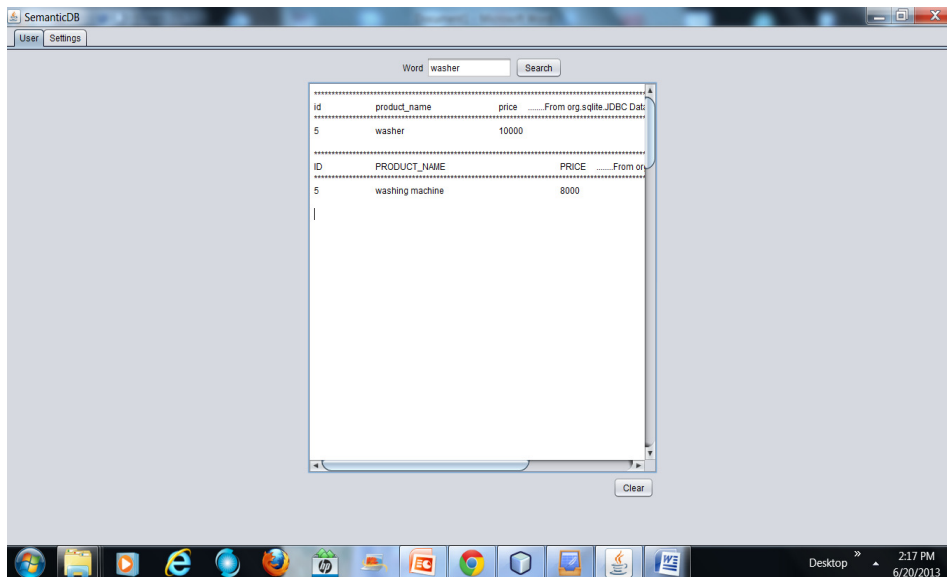 SemanticDB
User Settings
Word washer Search
********************************************************************************
id product_name price ........From org.sqlite.JDBC Data
********************************************************************************
5 washer 10000
********************************************************************************
ID PRODUCT_NAME PRICE ........From or
********************************************************************************
5 washing machine 8000
Clear
hp
Desktop » 2:17 PM
6/20/2013